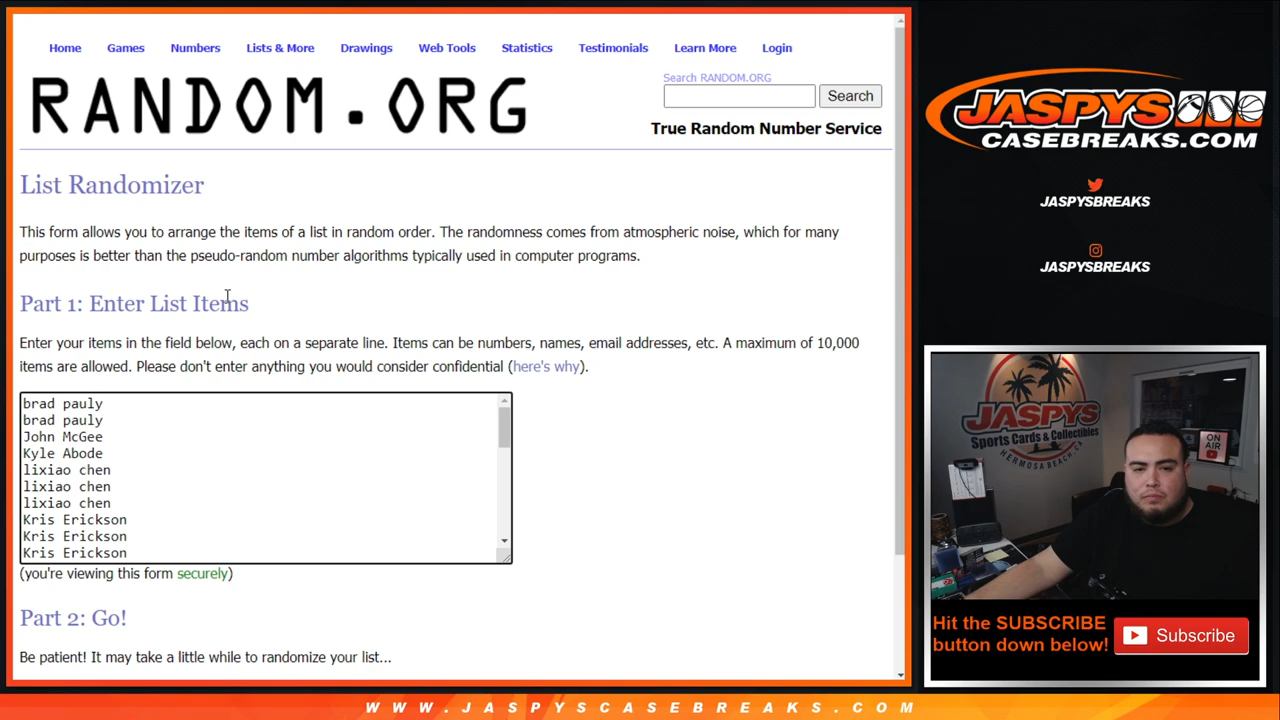 Home Games Numbers Lists & More Drawings Web Tools Statistics Testimonials Learn More Login
RANDOM.ORG
Search RANDOM.ORG
Search
True Random Number Service
List Randomizer
This form allows you to arrange the items of a list in random order. The randomness comes from atmospheric noise, which for many
purposes is better than the pseudo-random number algorithms typically used in computer programs.
Part 1: Enter List Items
Enter your items in the field below, each on a separate line. Items can be numbers, names, email addresses, etc. A maximum of 10,000
items are allowed. Please don't enter anything you would consider confidential (here's why).
brad pauly
brad pauly
John McGee
Kyle Abode
lixiao chen
lixiao chen
lixiao chen
Kris Erickson
Kris Erickson
Kris Erickson
(you're viewing this form securely)
Part 2: Go!
Be patient! It may take a little while to randomize your list...
JASPYS
CASEBREAKS.COM
JASPYSBREAKS
JASPYSBREAKS
JASPYS
Sports Cards & Collectibles
HERMOSA BEACH, CA
ON
AIR
Hit the SUBSCRIBE
button down below!
Subscribe
WWW.JASPYSCASEBREAKS.COM